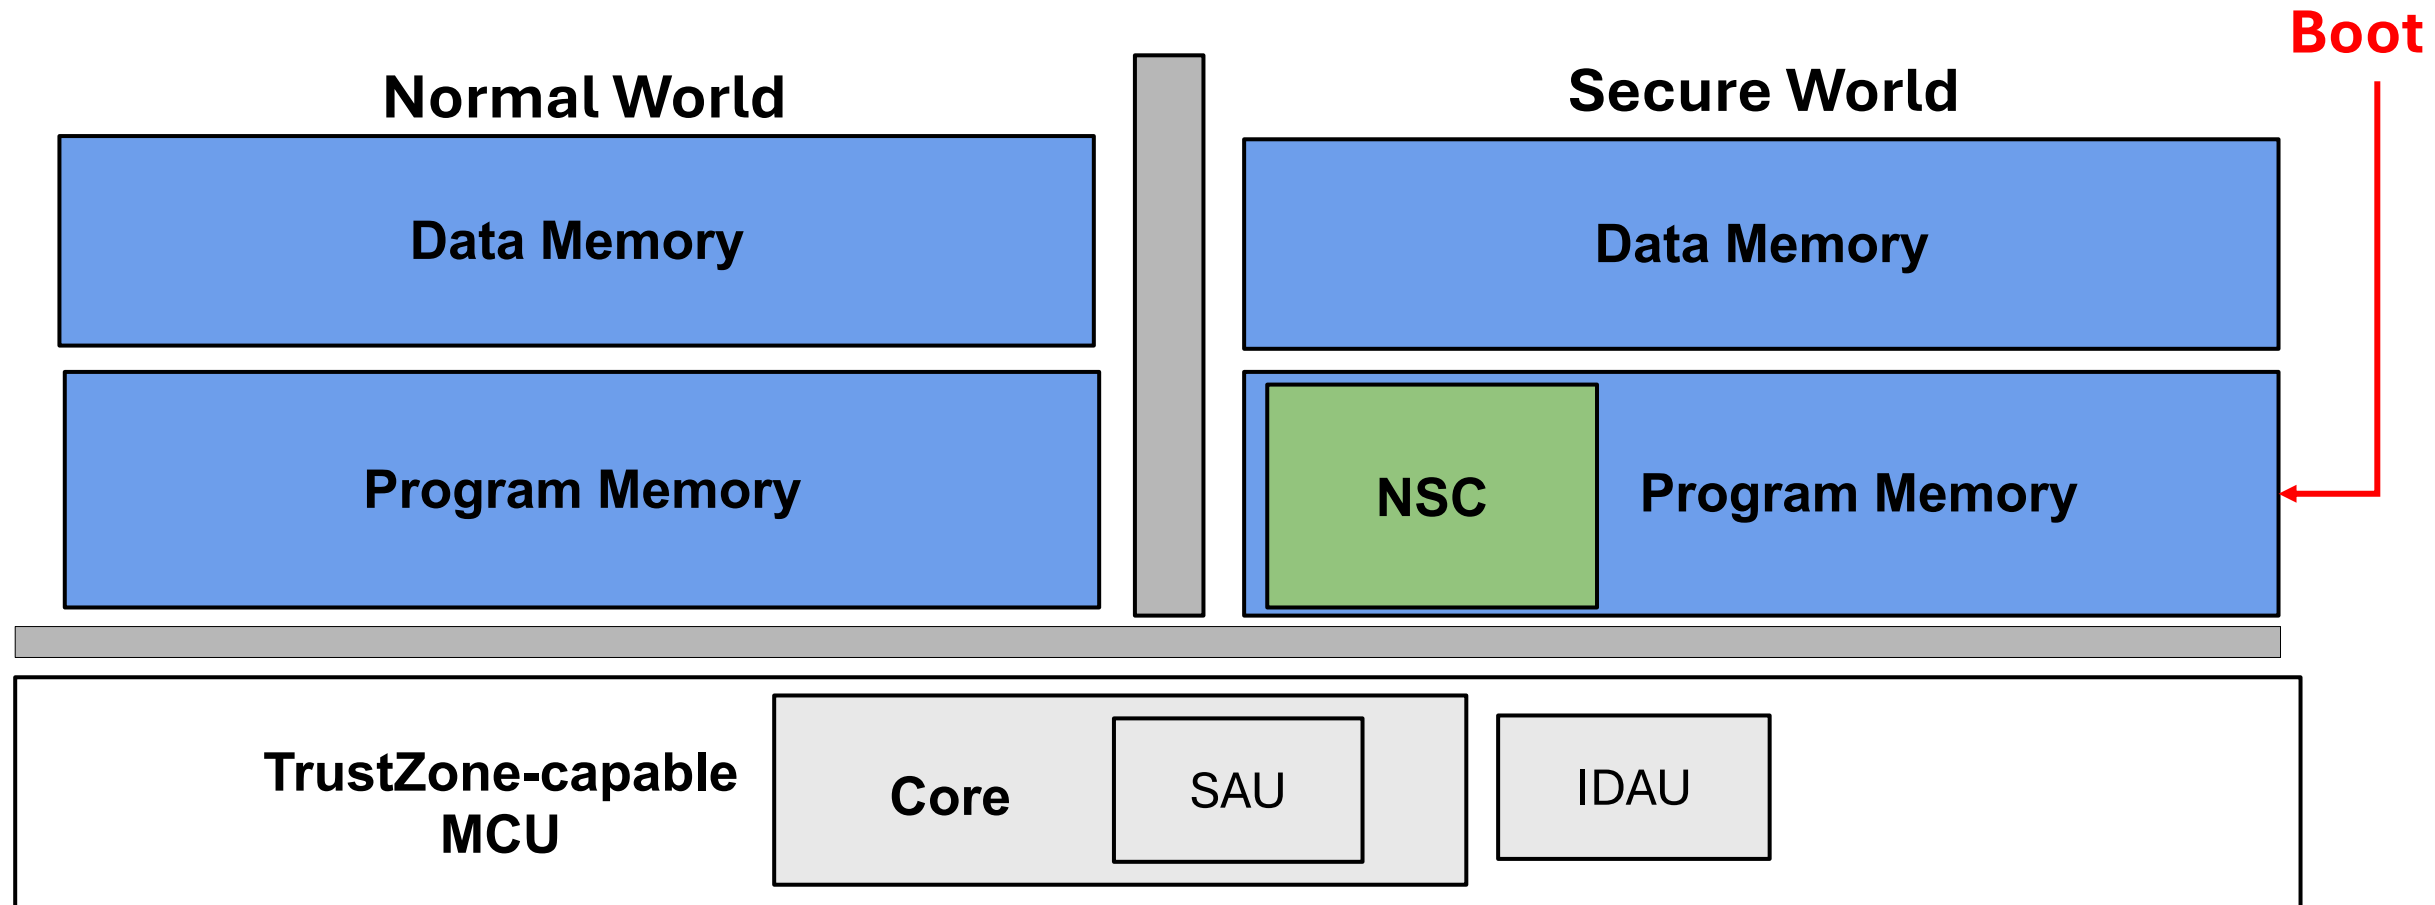 Boot
Normal World
Secure World
Data Memory
Data Memory
Program Memory
NSC
Program Memory
TrustZone-capable
MCU
Core
SAU
IDAU